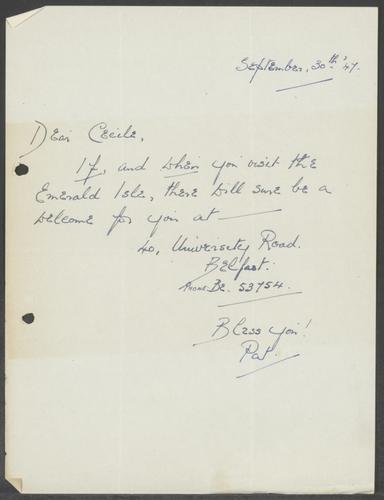 September, 30th '47.
Dear Cecile,
If, and when you visit the
Emerald Isle, there will sure be a
welcome for you at —
40, University Road.
Belfast.
Phone Be. 53754.
Bless you!
Pat.